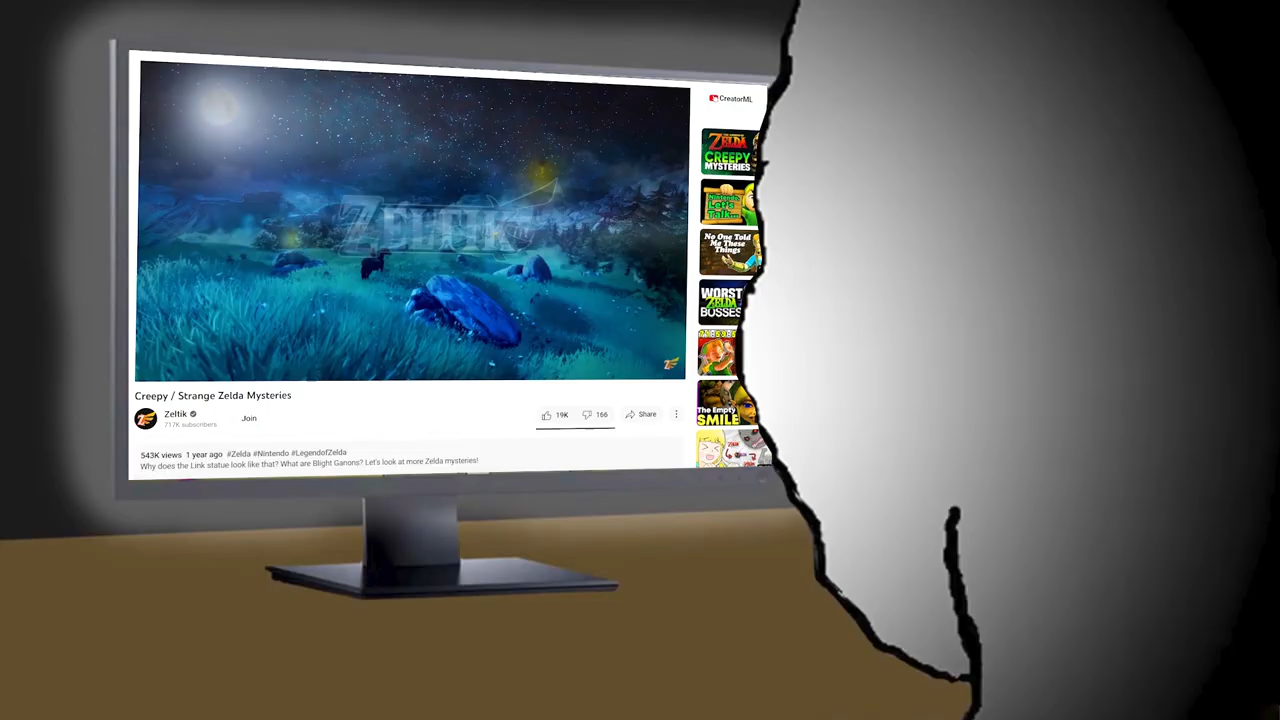 ZELTIK
Creepy / Strange Zelda Mysteries
Zeltik
717K subscribers
Join
19K
166
Share
543K views 1 year ago #Zelda #Nintendo #LegendofZelda
Why does the Link statue look like that? What are Blight Ganons? Let's look at more Zelda mysteries!
CreatorML
ZELDA
CREEPY
MYSTERIES
Nintendo,
Let's
Talk...
No One Told
Me These
Things
WORST
ZELDA
BOSSES
The Empty
SMILE